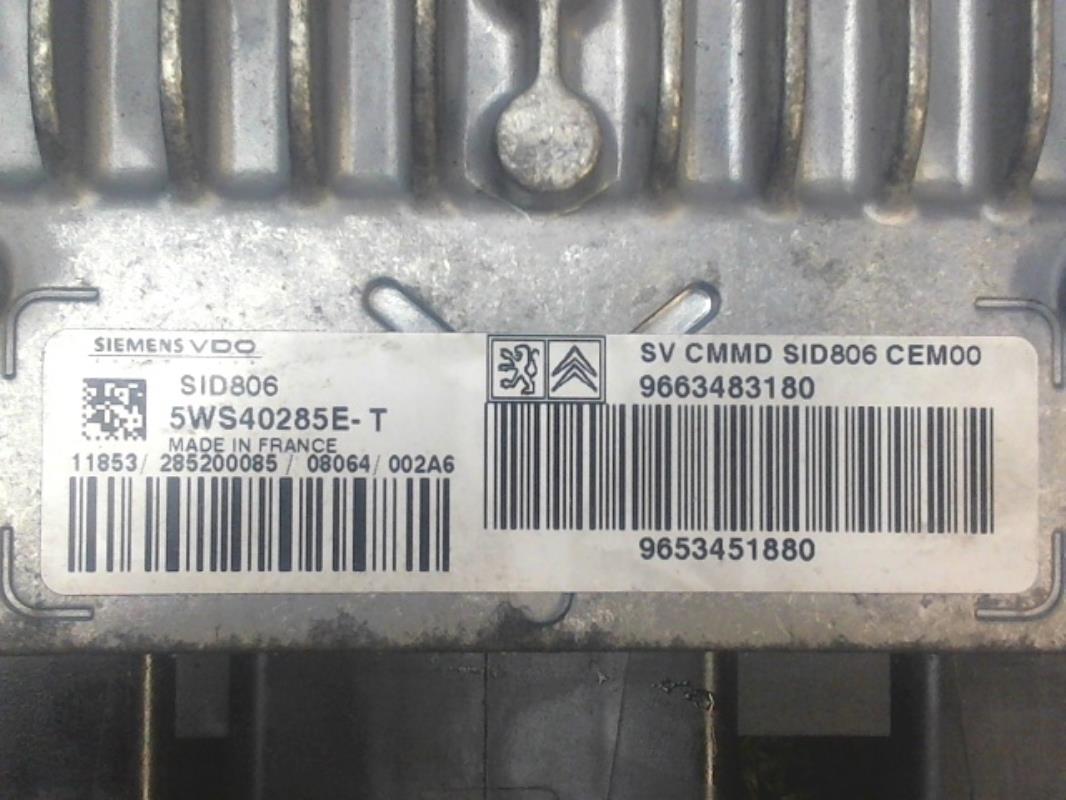 SIEMENS VDO
SID806
5WS40285E-T
MADE IN FRANCE
11853/ 285200085 / 08064/ 002A6
SV CMMD SID806 CEM00
9663483180
9653451880